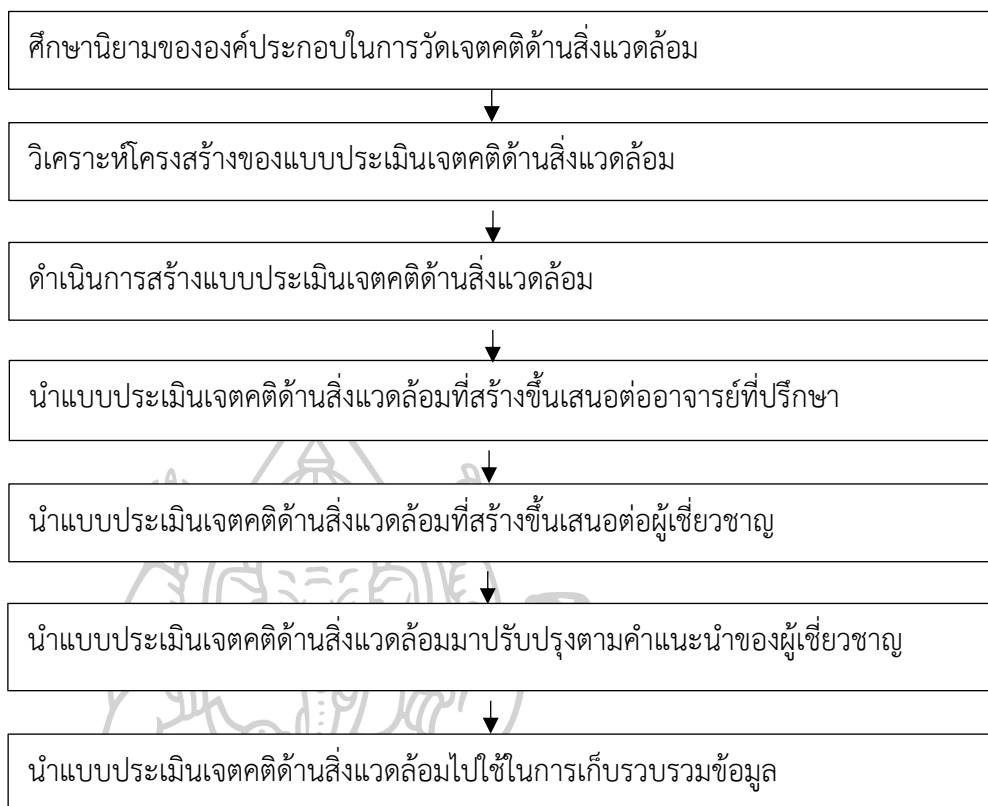 ศึกษานิยามขององค์ประกอบในการวัดเจตคติด้านสิ่งแวดล้อม
วิเคราะห์โครงสร้างของแบบประเมินเจตคติด้านสิ่งแวดล้อม
ดำเนินการสร้างแบบประเมินเจตคติด้านสิ่งแวดล้อม
นำแบบประเมินเจตคติด้านสิ่งแวดล้อมที่สร้างขึ้นเสนอต่ออาจารย์ที่ปรึกษา
นำแบบประเมินเจตคติด้านสิ่งแวดล้อมที่สร้างขึ้นเสนอต่อผู้เชี่ยวชาญ
นำแบบประเมินเจตคติด้านสิ่งแวดล้อมมาปรับปรุงตามคำแนะนำของผู้เชี่ยวชาญ
นำแบบประเมินเจตคติด้านสิ่งแวดล้อมไปใช้ในการเก็บรวบรวมข้อมูล